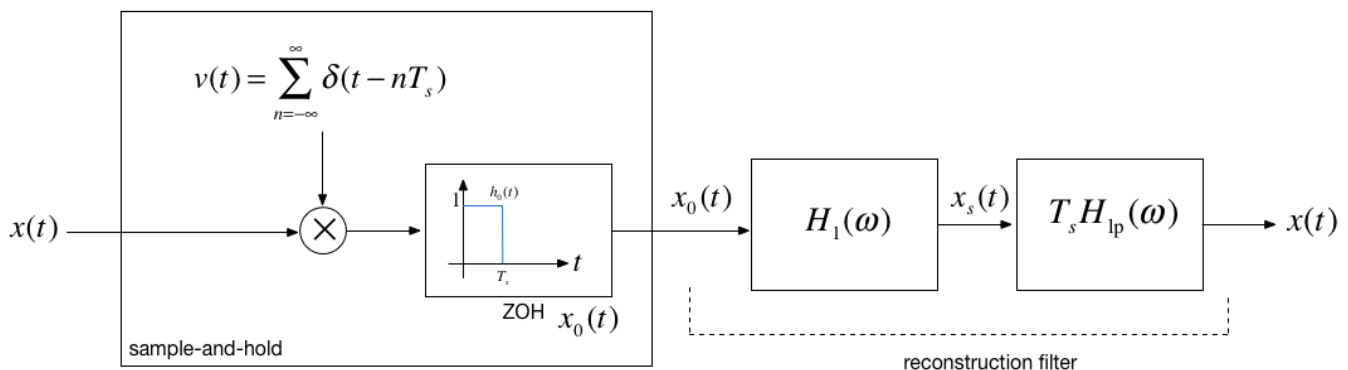 v(t) = ∑_{n=−∞}^{∞} δ(t − nT_s)
x(t)
1
h_0(t)
t
T_s
ZOH x_0(t)
sample-and-hold
x_0(t)
H_1(ω)
x_s(t)
T_s H_lp(ω)
x(t)
reconstruction filter